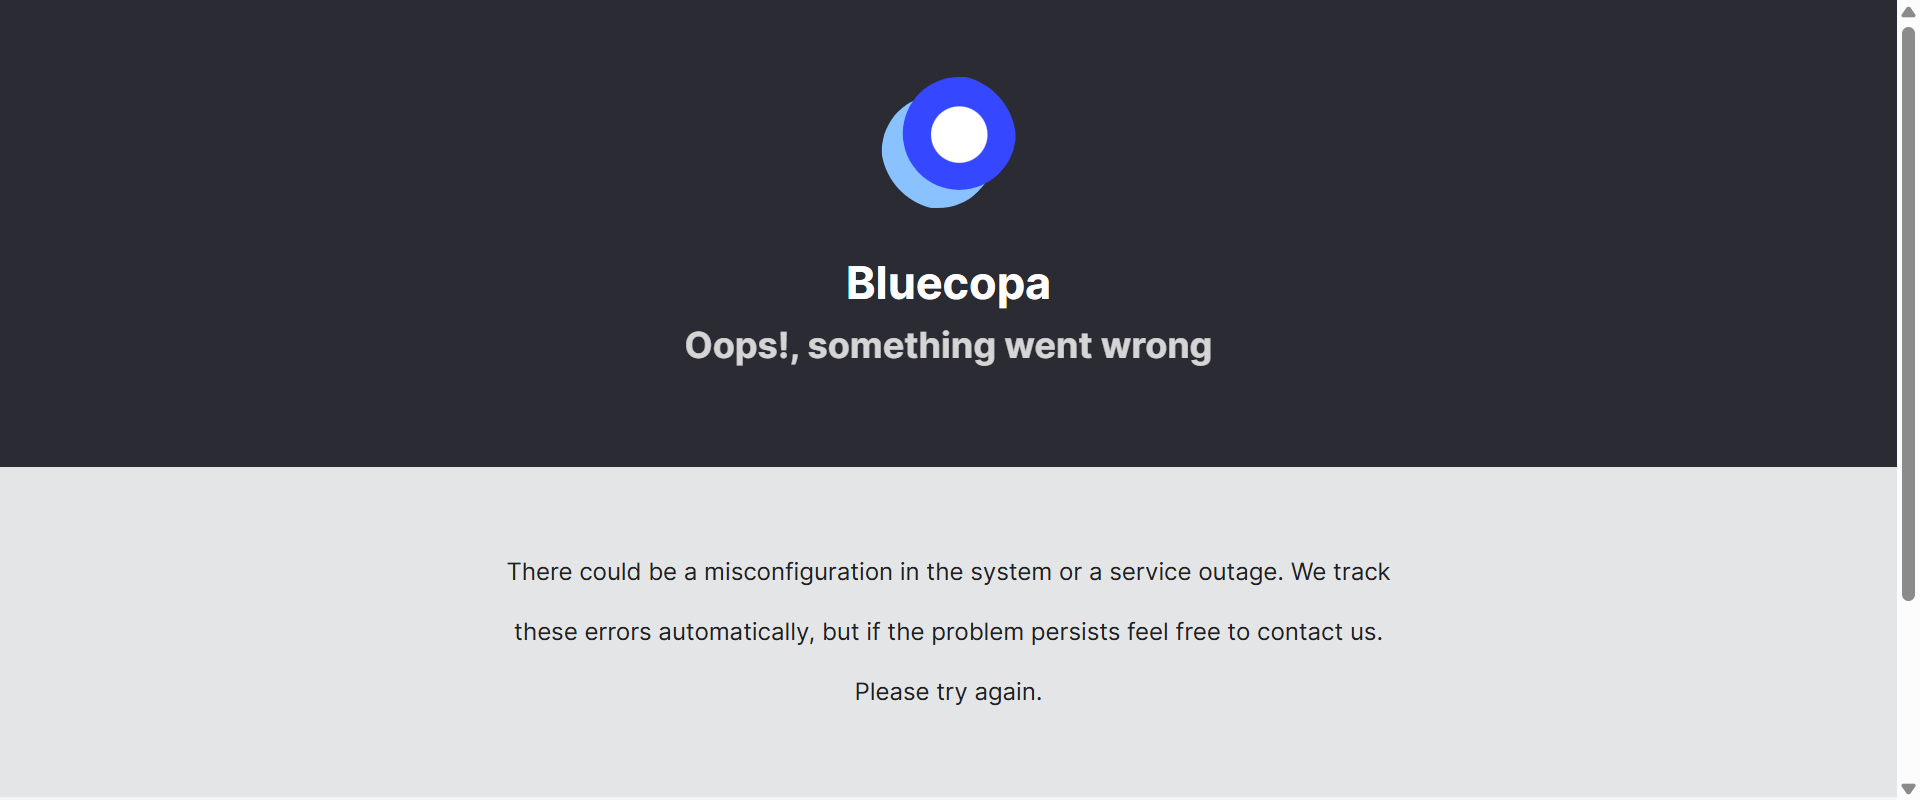 Bluecopa
Oops!, something went wrong
There could be a misconfiguration in the system or a service outage. We track
these errors automatically, but if the problem persists feel free to contact us.
Please try again.